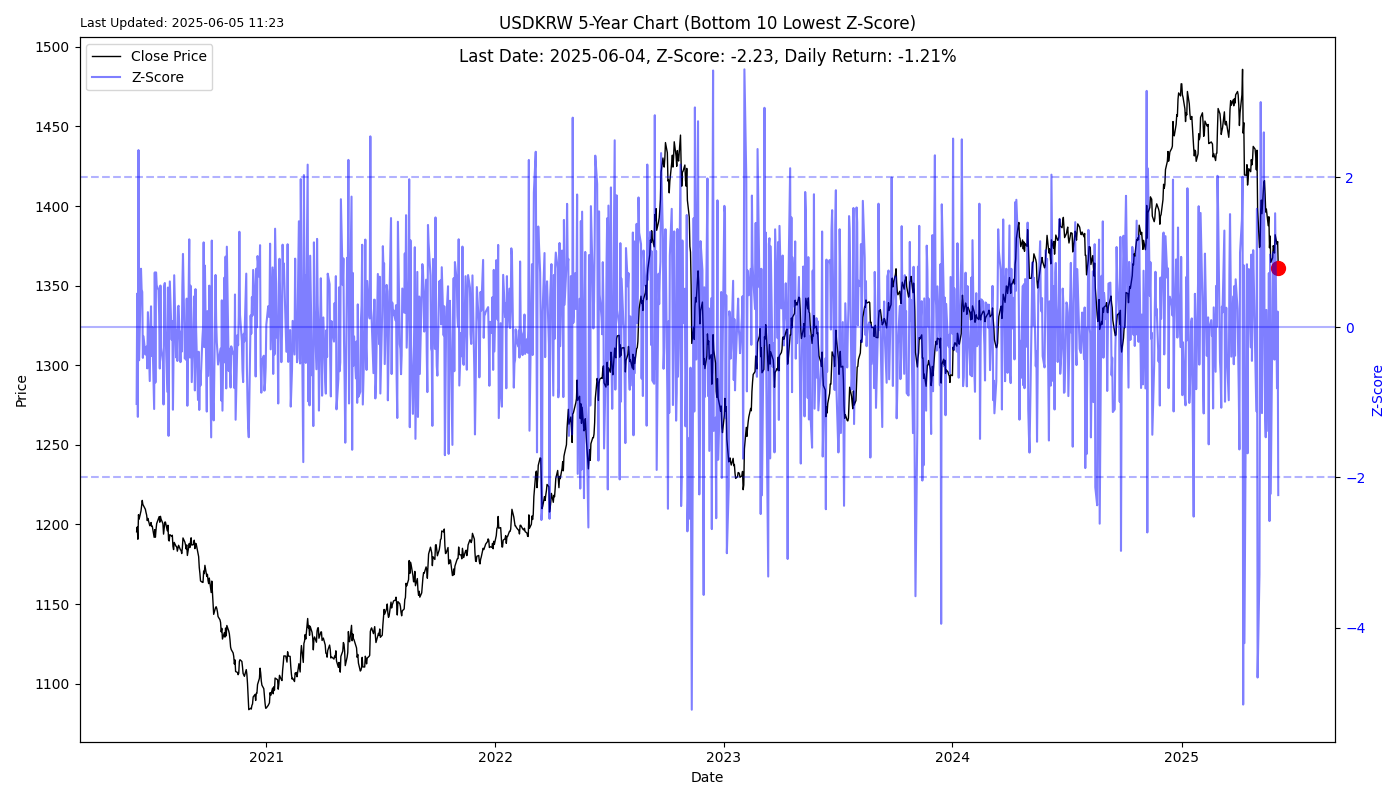 Last Updated: 2025-06-05 11:23
USDKRW 5-Year Chart (Bottom 10 Lowest Z-Score)
Last Date: 2025-06-04, Z-Score: -2.23, Daily Return: -1.21%
Close Price
Z-Score
1500
1450
1400
1350
1300
1250
1200
1150
1100
Price
2
0
−2
−4
Z-Score
2021
2022
2023
2024
2025
Date